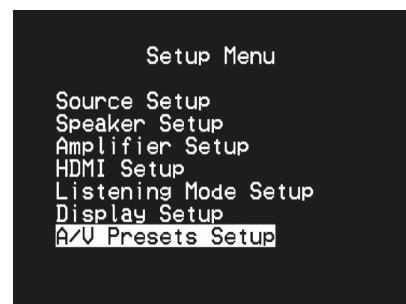 Setup Menu
Source Setup
Speaker Setup
Amplifier Setup
HDMI Setup
Listening Mode Setup
Display Setup
A/V Presets Setup